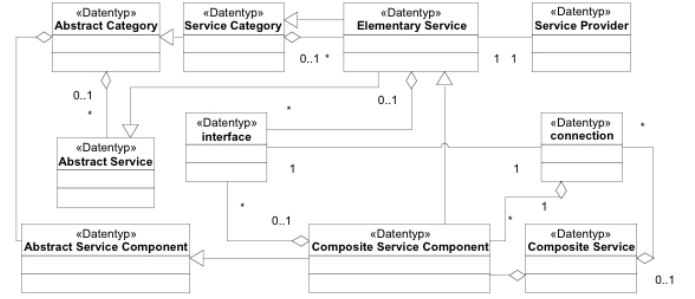 «Datentyp»
Abstract Category
«Datentyp»
Service Category
«Datentyp»
Elementary Service
«Datentyp»
Service Provider
0..1 *
1 1
0..1
*
0..1
*
«Datentyp»
Abstract Service
«Datentyp»
interface
«Datentyp»
connection
*
1
1
*
0..1
*
1
«Datentyp»
Abstract Service Component
«Datentyp»
Composite Service Component
«Datentyp»
Composite Service
0..1